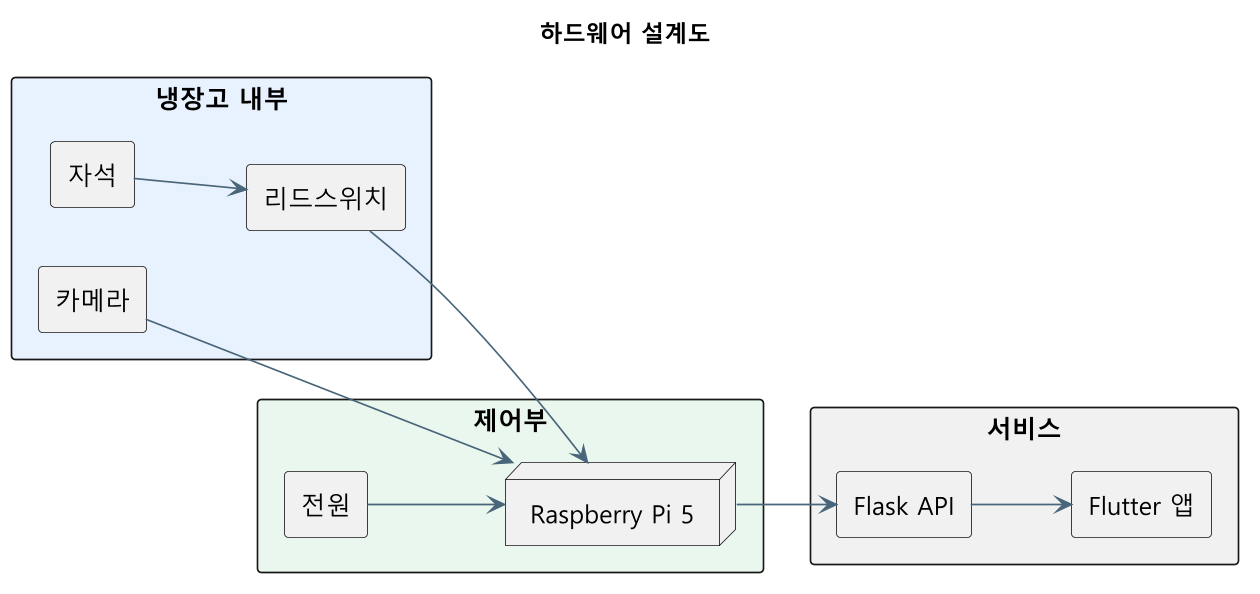 하드웨어 설계도
냉장고 내부
자석
리드스위치
카메라
제어부
전원
Raspberry Pi 5
서비스
Flask API
Flutter 앱